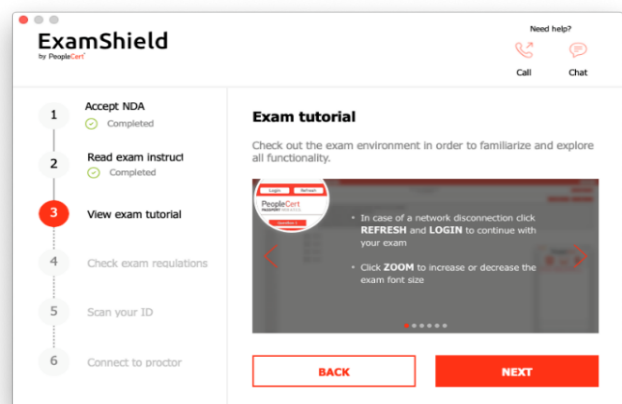 ExamShield
by PeopleCert
Need help?
Call
Chat
1
Accept NDA
Completed
2
Read exam instruct
Completed
3
View exam tutorial
4
Check exam regulations
5
Scan your ID
6
Connect to proctor
Exam tutorial
Check out the exam environment in order to familiarize and explore
all functionality.
Login
Refresh
PeopleCert
• In case of a network disconnection click
REFRESH and LOGIN to continue with
your exam
• Click ZOOM to increase or decrease the
exam font size
BACK
NEXT